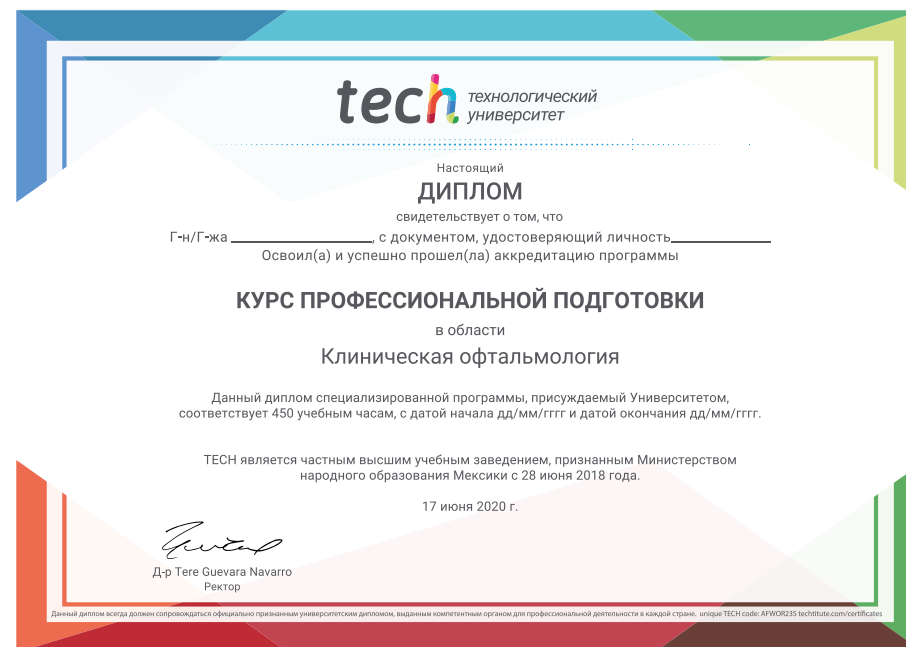 tech технологический
университет
Настоящий
ДИПЛОМ
свидетельствует о том, что
Г-н/Г-жа ____________________, с документом, удостоверяющий личность______________
Освоил(а) и успешно прошел(ла) аккредитацию программы
КУРС ПРОФЕССИОНАЛЬНОЙ ПОДГОТОВКИ
в области
Клиническая офтальмология
Данный диплом специализированной программы, присуждаемый Университетом,
соответствует 450 учебным часам, с датой начала дд/мм/гггг и датой окончания дд/мм/гггг.
TECH является частным высшим учебным заведением, признанным Министерством
народного образования Мексики с 28 июня 2018 года.
17 июня 2020 г.
Д-р Tere Guevara Navarro
Ректор
Данный диплом всегда должен сопровождаться официально признанным университетским дипломом, выданным компетентным органом для профессиональной деятельности в каждой стране. unique TECH code: AFWOR235 techtitute.com/certificates